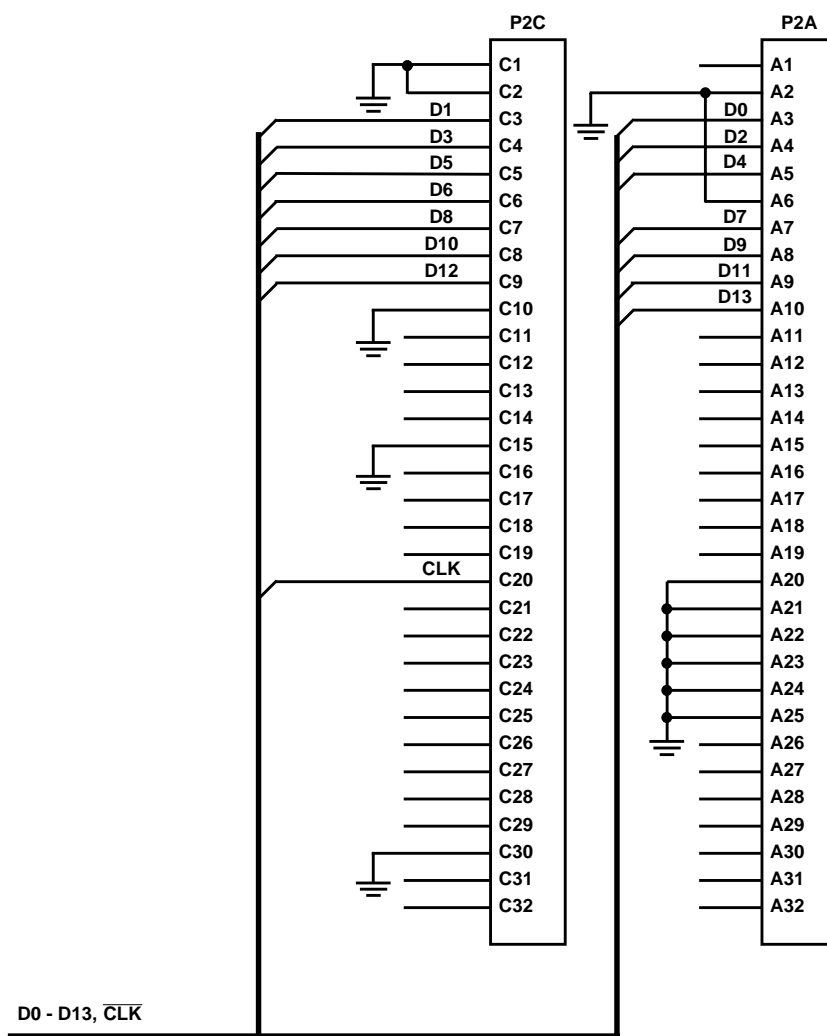 P2C
C1
C2
D1 C3
D3 C4
D5 C5
D6 C6
D8 C7
D10 C8
D12 C9
C10
C11
C12
C13
C14
C15
C16
C17
C18
C19
CLK C20
C21
C22
C23
C24
C25
C26
C27
C28
C29
C30
C31
C32
P2A
A1
A2
D0 A3
D2 A4
D4 A5
A6
D7 A7
D9 A8
D11 A9
D13 A10
A11
A12
A13
A14
A15
A16
A17
A18
A19
A20
A21
A22
A23
A24
A25
A26
A27
A28
A29
A30
A31
A32
D0 - D13, C̅L̅K̅